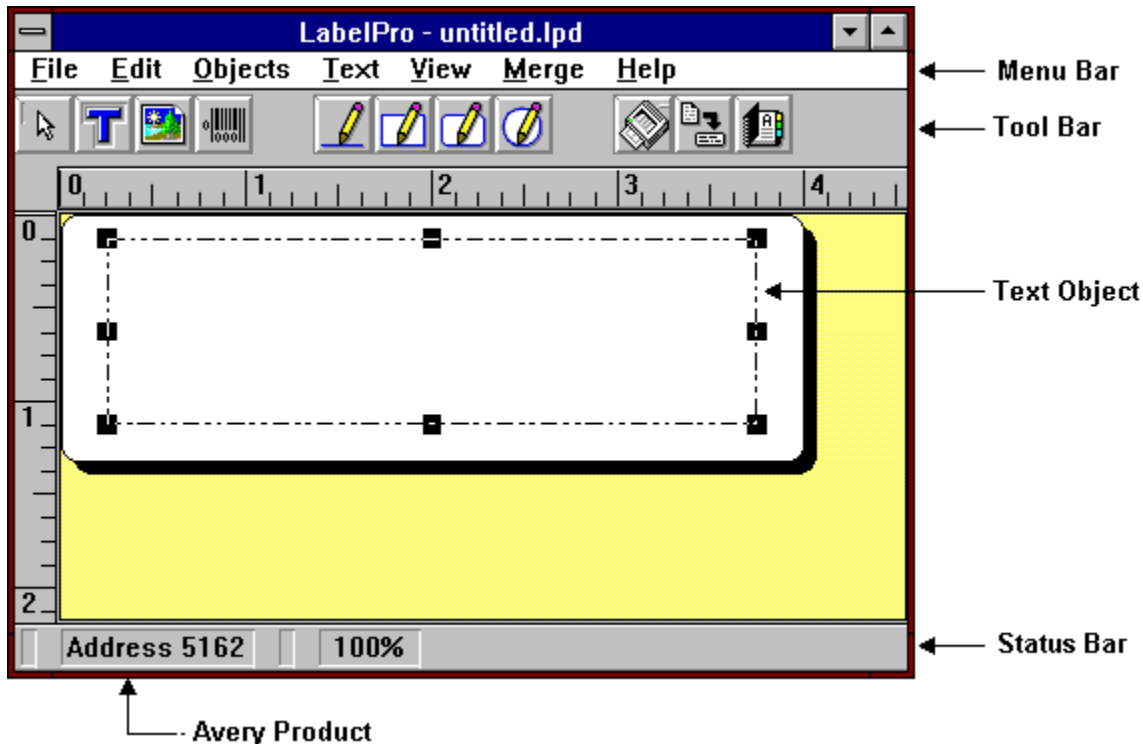 LabelPro - untitled.lpd
File Edit Objects Text View Merge Help
Menu Bar
T
A
Tool Bar
0 1 2 3 4
0
Text Object
1
2
Address 5162 100%
Status Bar
Avery Product